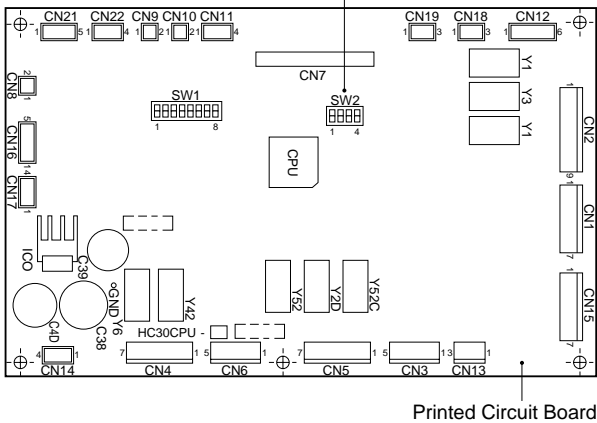 CN21 CN22 CN9 CN10 CN11 CN19 CN18 CN12
1 5 1 4 1 2 1 2 1 4 1 3 1 3 1 6
CN7
Y1
2
CN8
1
SW1
1 8
SW2
1 4
Y3
1
CN2
9
5
CN16
1
CPU
Y1
4
CN17
1
1
CN1
7
ICO
C39
GND
Y6
Y42
Y52
Y2D
Y52C
1
CN15
7
C4D
C38
HC30CPU -
4 1
CN14
7 1
CN4
5 1
CN6
7 1
CN5
5 1
CN3
3 1
CN13
Printed Circuit Board